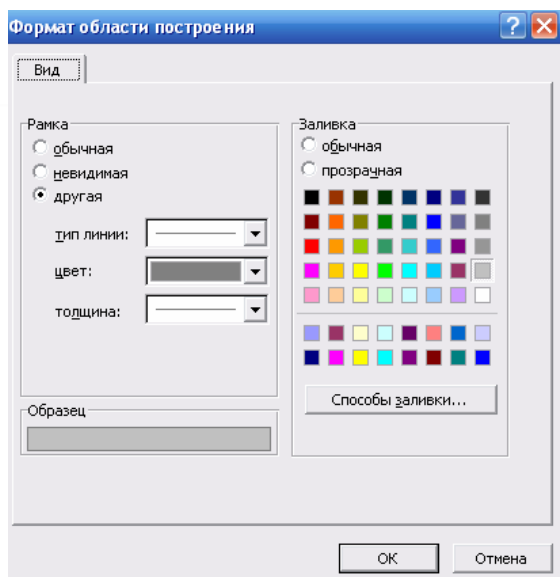 Формат области построения
Вид
Рамка
обычная
невидимая
другая
тип линии:
цвет:
толщина:
Образец
Заливка
обычная
прозрачная
Способы заливки...
ОК
Отмена